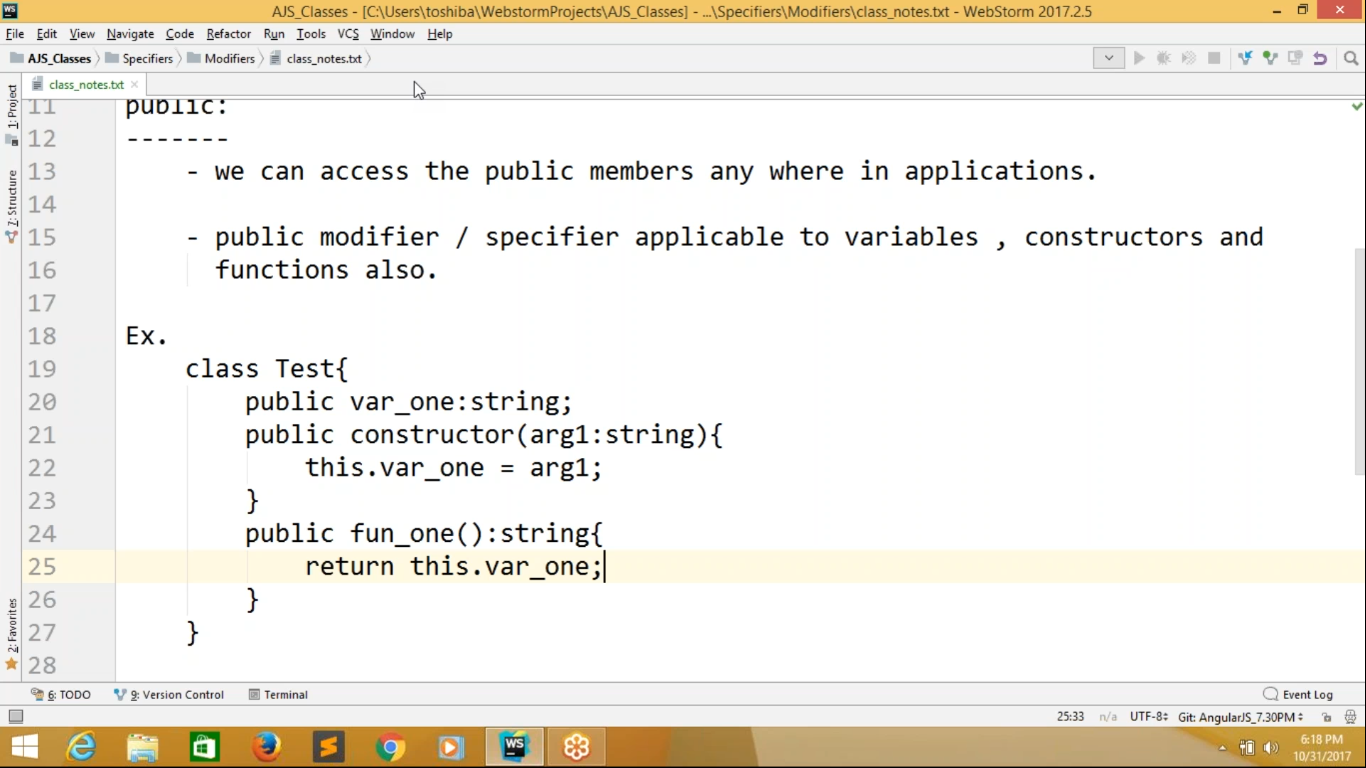 WS
AJS_Classes - [C:\Users\toshiba\WebstormProjects\AJS_Classes] - ...\Specifiers\Modifiers\class_notes.txt - WebStorm 2017.2.5
File Edit View Navigate Code Refactor Run Tools VCS Window Help
AJS_Classes Specifiers Modifiers class_notes.txt
class_notes.txt
1: Project
7: Structure
2: Favorites
11 public:
12 -------
13 - we can access the public members any where in applications.
14
15 - public modifier / specifier applicable to variables , constructors and
16 functions also.
17
18 Ex.
19 class Test{
20 public var_one:string;
21 public constructor(arg1:string){
22 this.var_one = arg1;
23 }
24 public fun_one():string{
25 return this.var_one;
26 }
27 }
28
6: TODO 9: Version Control Terminal Event Log
25:33 n/a UTF-8 Git: AngularJS_7.30PM
WS
6:18 PM
10/31/2017